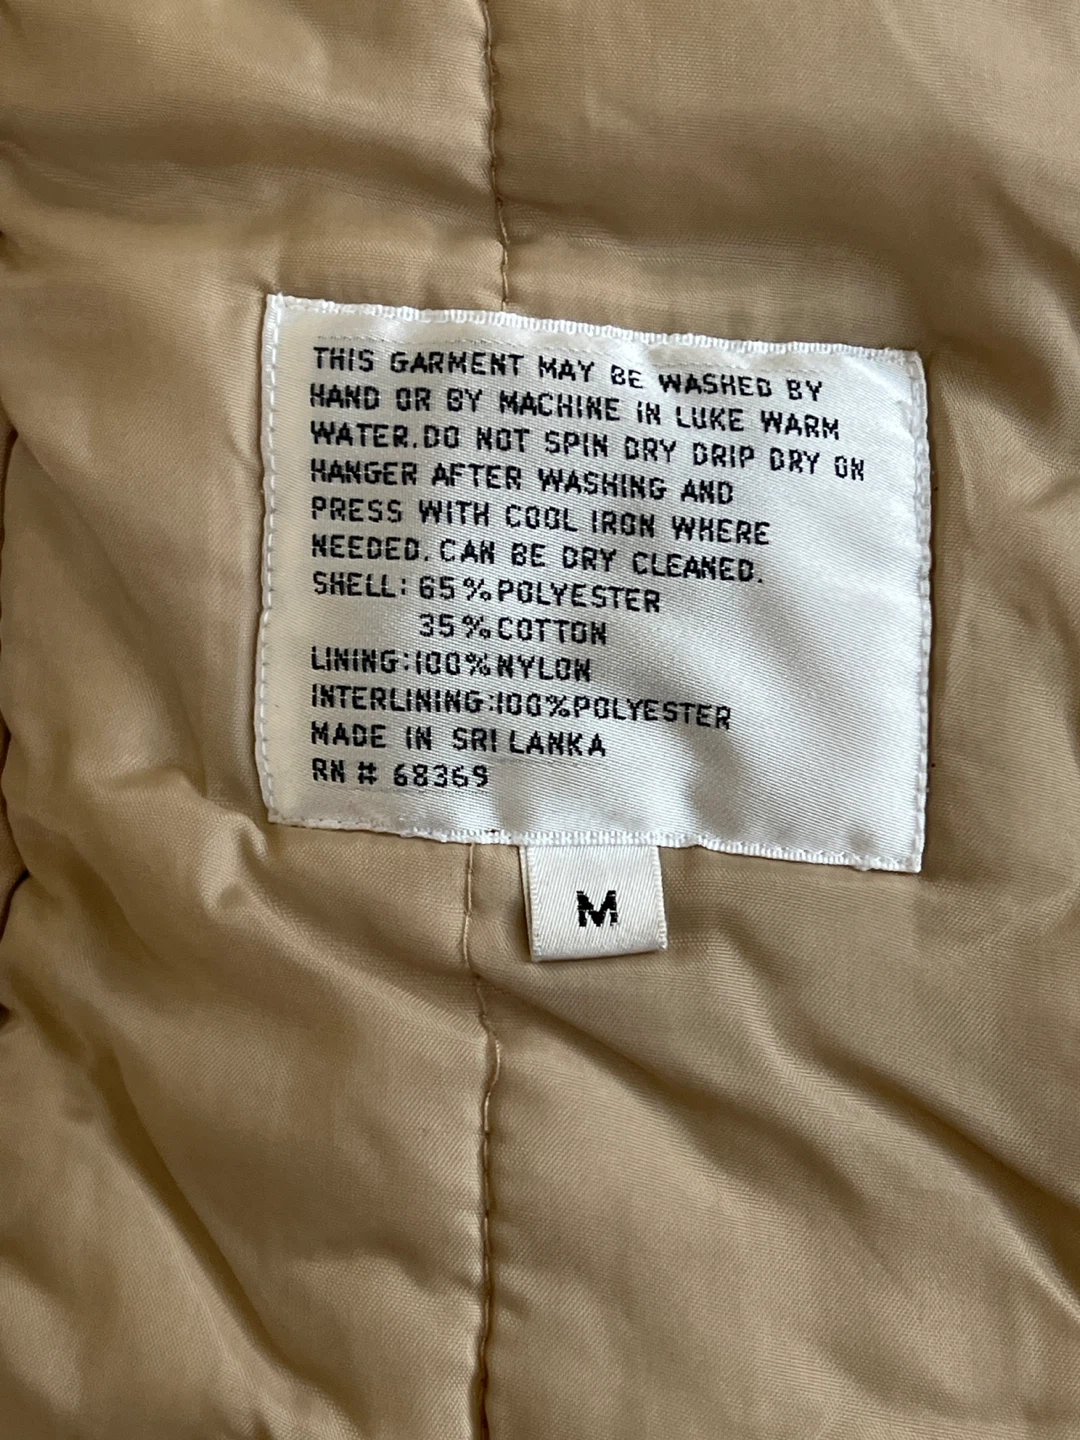 THIS GARMENT MAY BE WASHED BY
HAND OR BY MACHINE IN LUKE WARM
WATER.DO NOT SPIN DRY DRIP DRY ON
HANGER AFTER WASHING AND
PRESS WITH COOL IRON WHERE
NEEDED. CAN BE DRY CLEANED.
SHELL: 65% POLYESTER
35% COTTON
LINING:100% NYLON
INTERLINING:100% POLYESTER
MADE IN SRI LANKA
RN # 68369
M